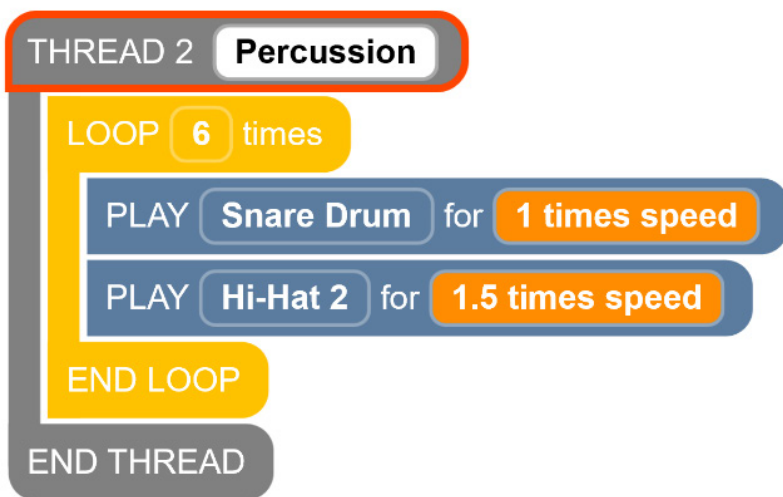 THREAD 2 Percussion
LOOP 6 times
PLAY Snare Drum for 1 times speed
PLAY Hi-Hat 2 for 1.5 times speed
END LOOP
END THREAD